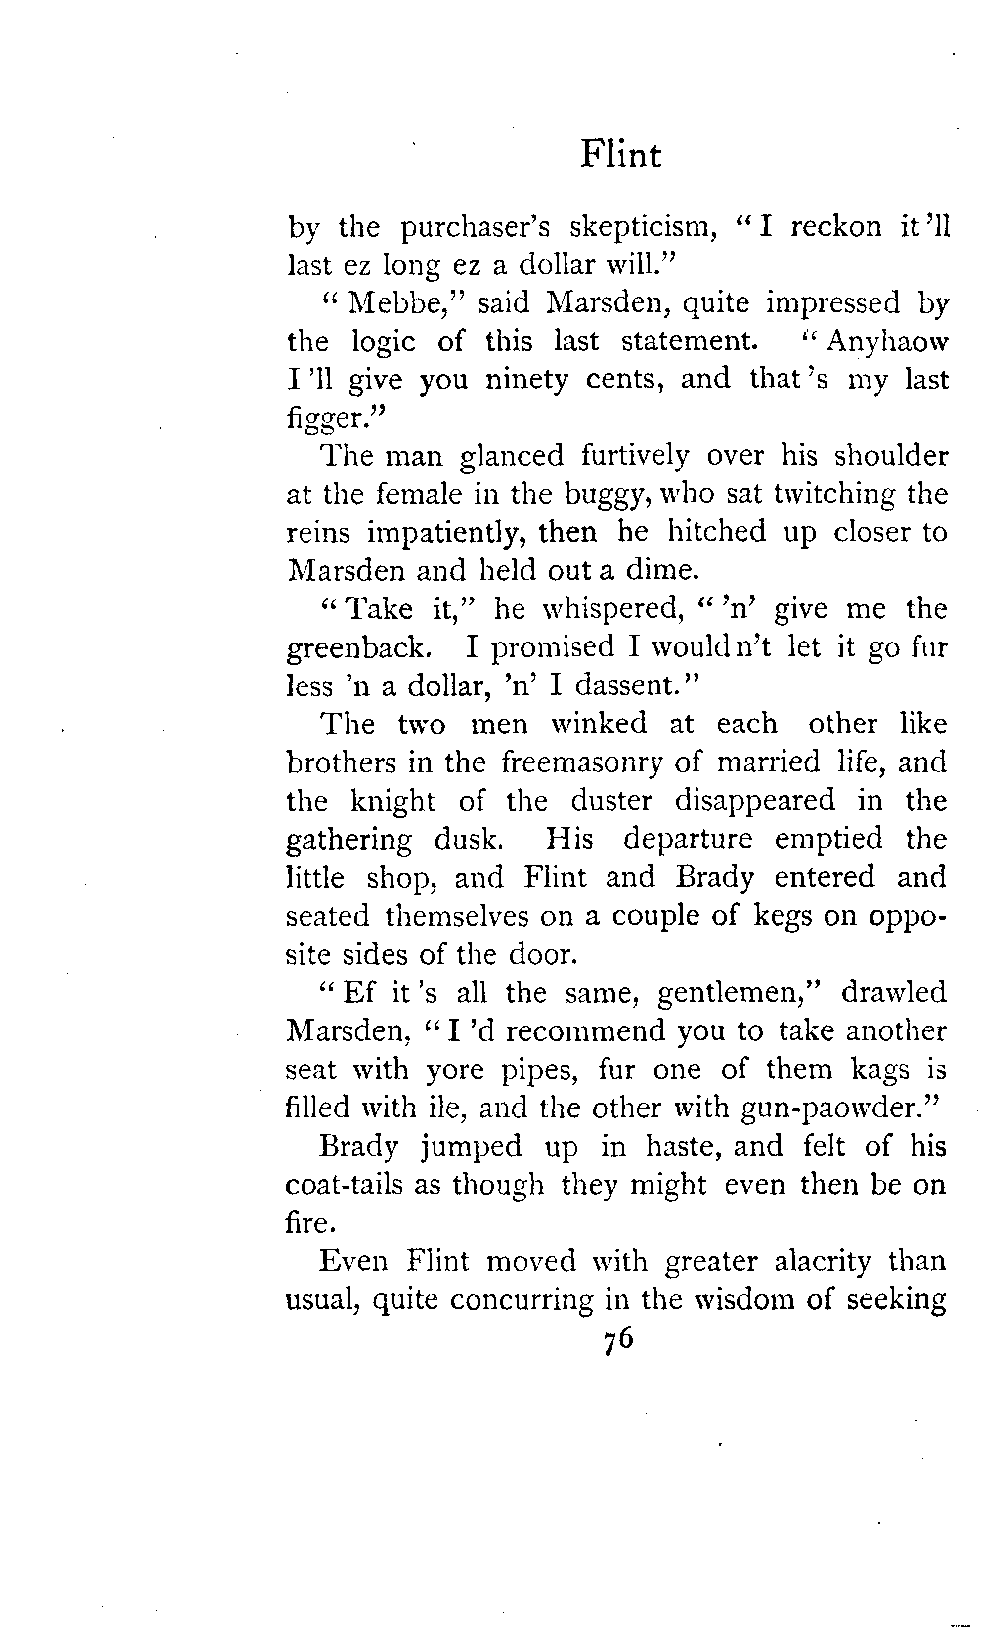 Flint
by the purchaser's skepticism, "I reckon it'll
last ez long ez a dollar will."
"Mebbe," said Marsden, quite impressed by
the logic of this last statement. "Anyhaow
I'll give you ninety cents, and that's my last
figger."
The man glanced furtively over his shoulder
at the female in the buggy, who sat twitching the
reins impatiently, then he hitched up closer to
Marsden and held out a dime.
"Take it," he whispered, "'n' give me the
greenback. I promised I wouldn't let it go fur
less 'n a dollar, 'n' I dassent."
The two men winked at each other like
brothers in the freemasonry of married life, and
the knight of the duster disappeared in the
gathering dusk. His departure emptied the
little shop, and Flint and Brady entered and
seated themselves on a couple of kegs on oppo-
site sides of the door.
"Ef it's all the same, gentlemen," drawled
Marsden, "I'd recommend you to take another
seat with yore pipes, fur one of them kags is
filled with ile, and the other with gun-paowder."
Brady jumped up in haste, and felt of his
coat-tails as though they might even then be on
fire.
Even Flint moved with greater alacrity than
usual, quite concurring in the wisdom of seeking
76